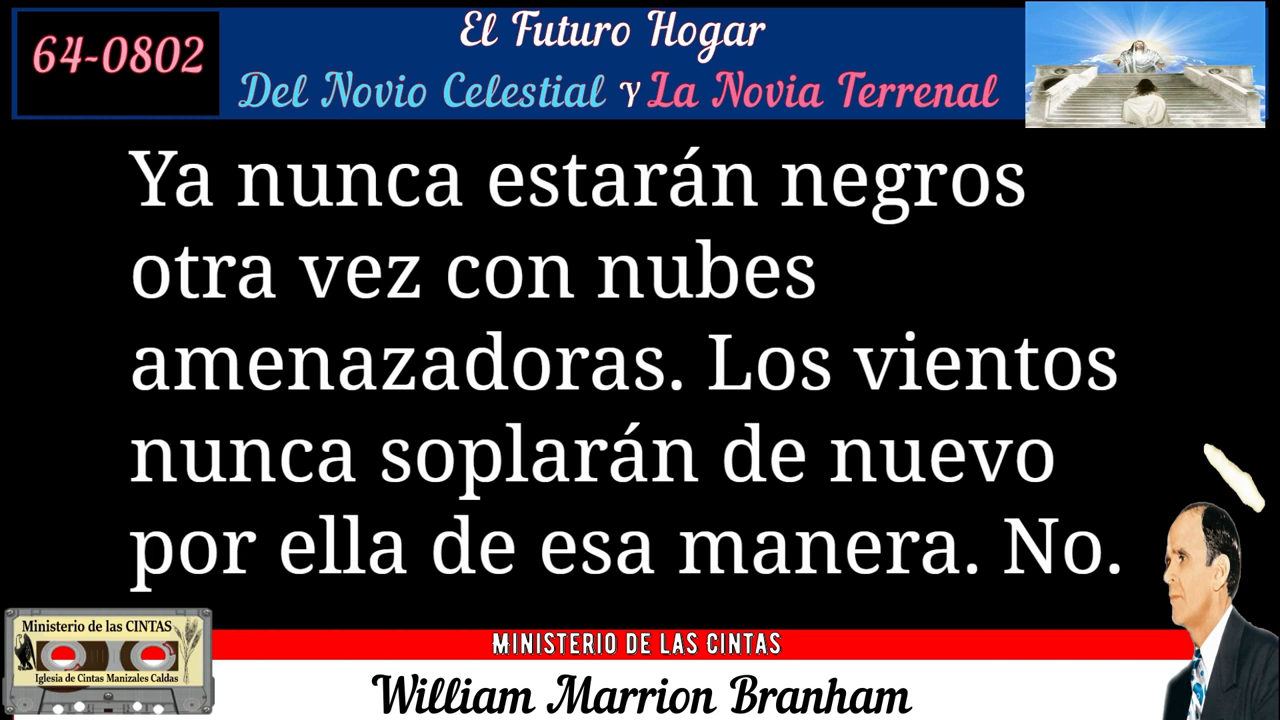 64-0802
El Futuro Hogar
Del Novio Celestial Y La Novia Terrenal
Ya nunca estarán negros
otra vez con nubes
amenazadoras. Los vientos
nunca soplarán de nuevo
por ella de esa manera. No.
Ministerio de las CINTAS
Iglesia de Cintas Manizales Caldas
MINISTERIO DE LAS CINTAS
William Marrion Branham